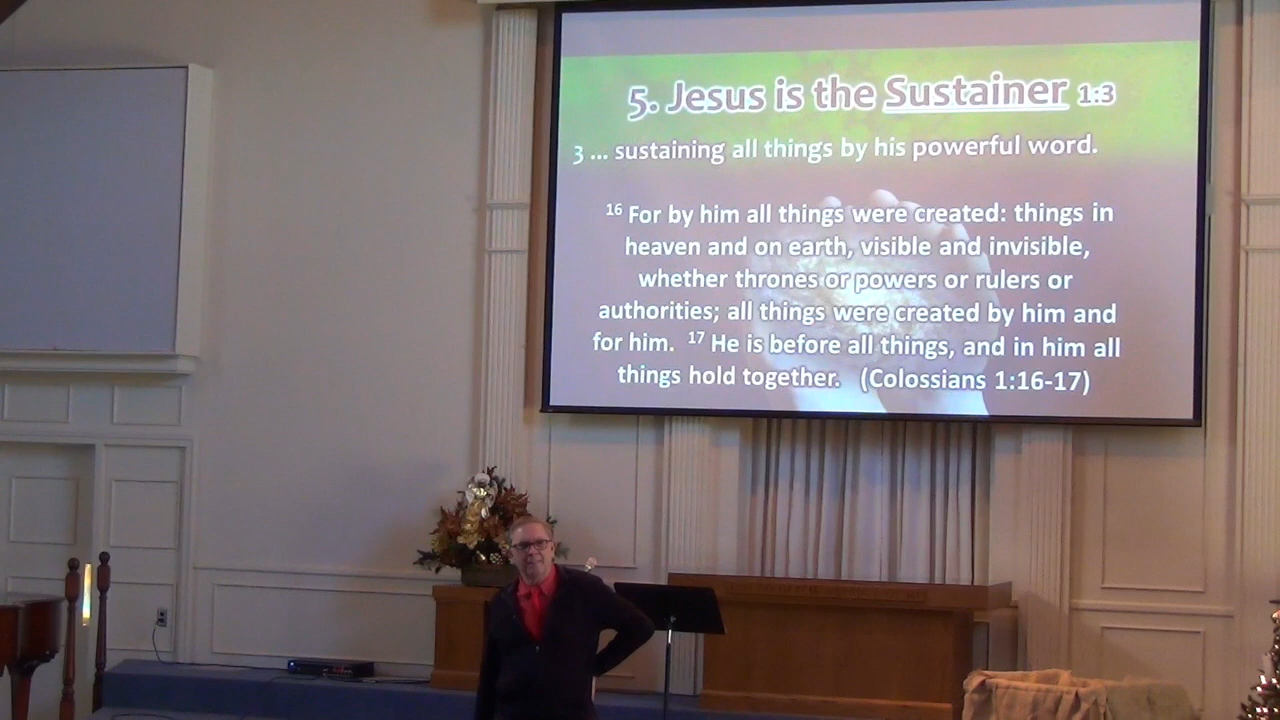 5. Jesus is the Sustainer 1:3
3 ... sustaining all things by his powerful word.
16 For by him all things were created: things in
heaven and on earth, visible and invisible,
whether thrones or powers or rulers or
authorities; all things were created by him and
for him. 17 He is before all things, and in him all
things hold together. (Colossians 1:16-17)